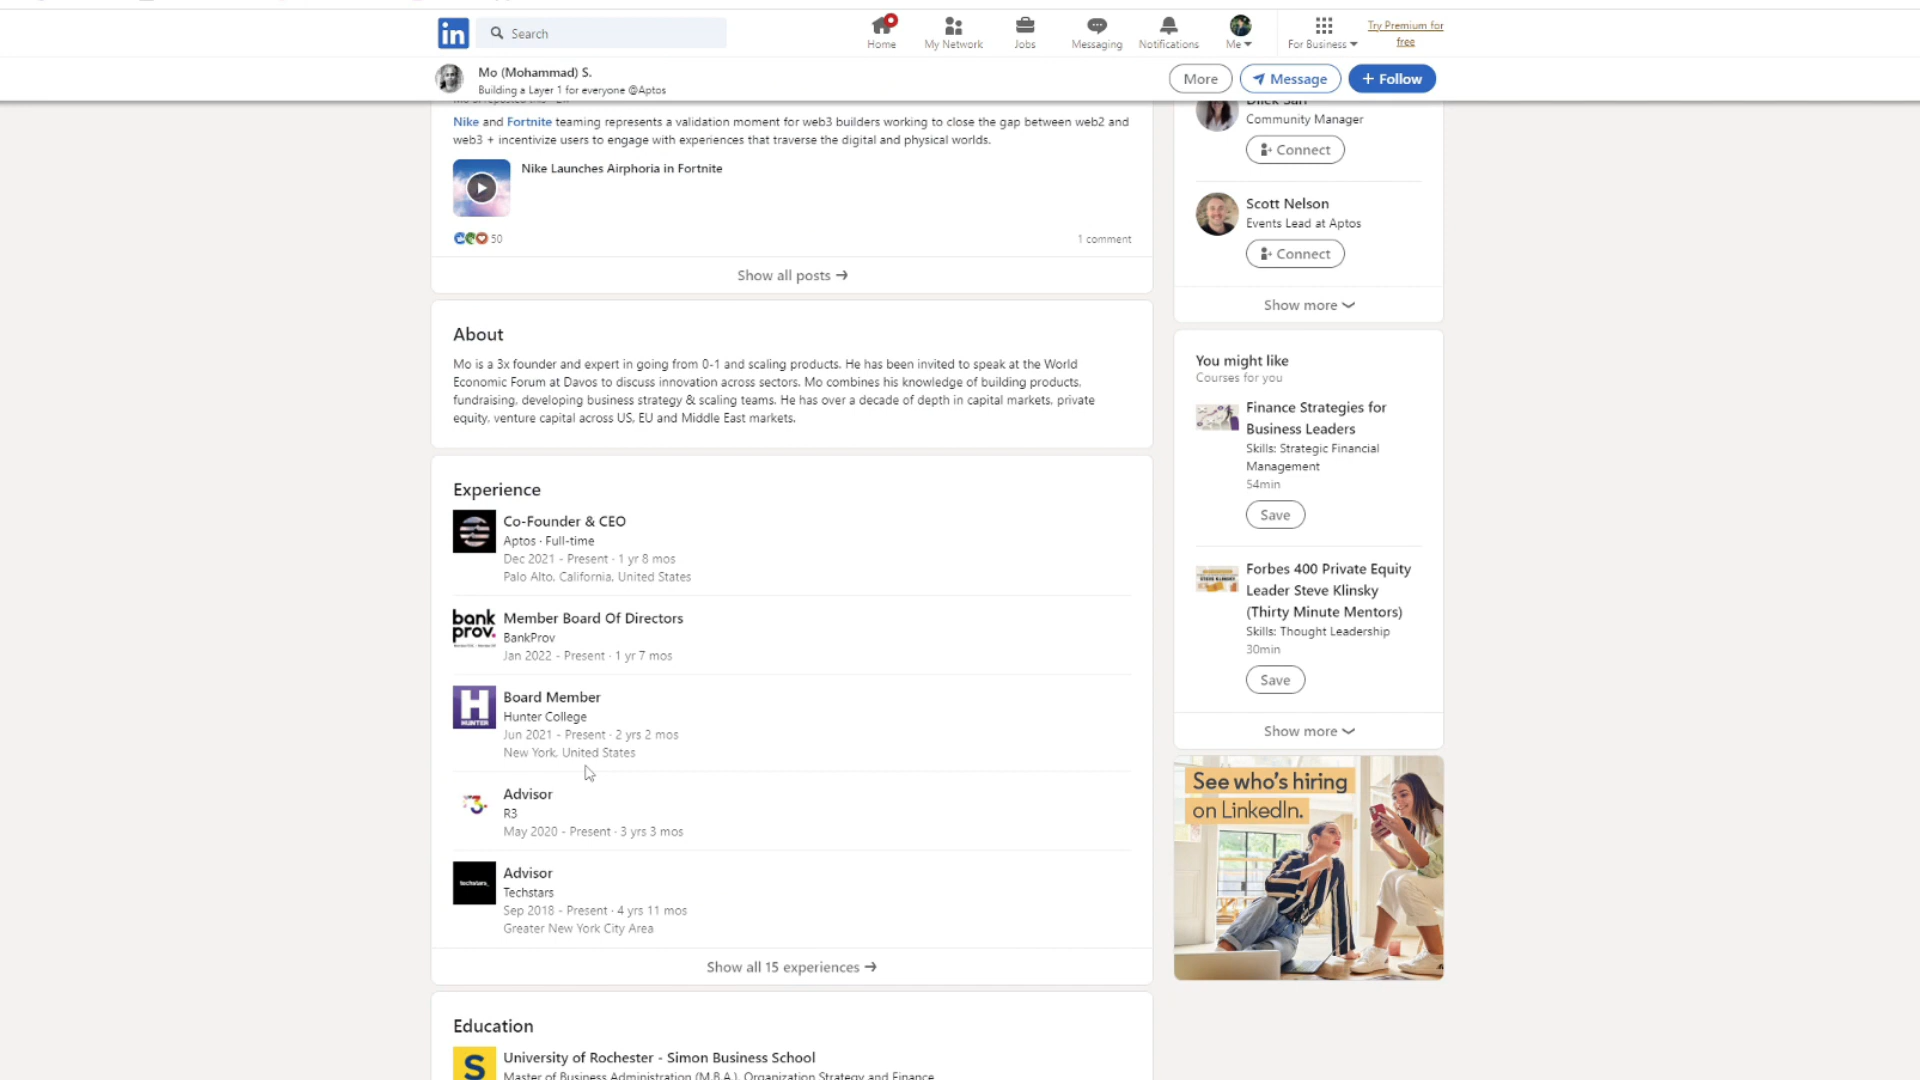 Search
Home
My Network
Jobs
Messaging
Notifications
Me
For Business
Try Premium for
free
Mo (Mohammad) S.
Building a Layer 1 for everyone @Aptos
More
Message
+ Follow
Nike and Fortnite teaming represents a validation moment for web3 builders working to close the gap between web2 and
web3 + incentivize users to engage with experiences that traverse the digital and physical worlds.
Nike Launches Airphoria in Fortnite
50
1 comment
Show all posts →
About
Mo is a 3x founder and expert in going from 0-1 and scaling products. He has been invited to speak at the World
Economic Forum at Davos to discuss innovation across sectors. Mo combines his knowledge of building products,
fundraising, developing business strategy & scaling teams. He has over a decade of depth in capital markets, private
equity, venture capital across US, EU and Middle East markets.
Experience
Co-Founder & CEO
Aptos · Full-time
Dec 2021 - Present · 1 yr 8 mos
Palo Alto, California, United States
bank
prov.
Member Board Of Directors
BankProv
Jan 2022 - Present · 1 yr 7 mos
H
HUNTER
Board Member
Hunter College
Jun 2021 - Present · 2 yrs 2 mos
New York, United States
Advisor
R3
May 2020 - Present · 3 yrs 3 mos
techstars_
Advisor
Techstars
Sep 2018 - Present · 4 yrs 11 mos
Greater New York City Area
Show all 15 experiences →
Education
S
University of Rochester - Simon Business School
Master of Business Administration (M.B.A.), Organization Strategy and Finance
Community Manager
Connect
Scott Nelson
Events Lead at Aptos
Connect
Show more
You might like
Courses for you
Finance Strategies for
Business Leaders
Skills: Strategic Financial
Management
54min
Save
Forbes 400 Private Equity
Leader Steve Klinsky
(Thirty Minute Mentors)
Skills: Thought Leadership
30min
Save
Show more
See who's hiring
on LinkedIn.
in